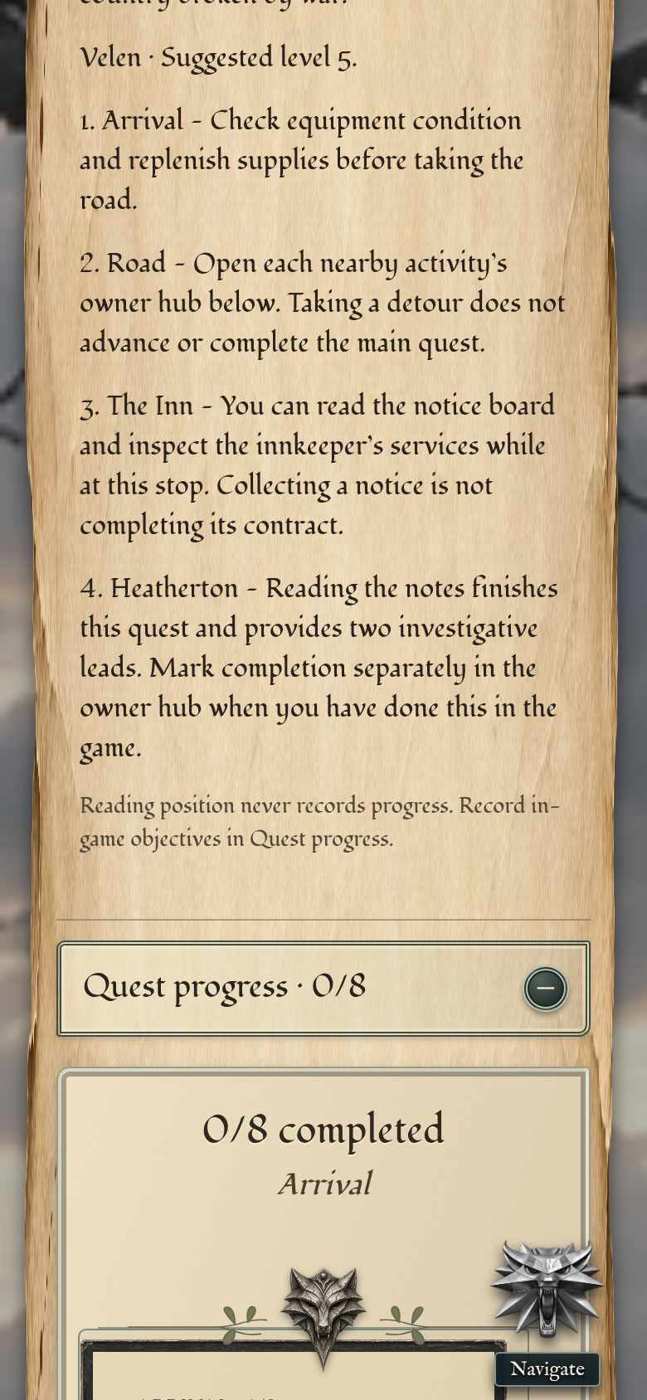 Velen · Suggested level 5.
1. Arrival – Check equipment condition
and replenish supplies before taking the
road.
2. Road – Open each nearby activity's
owner hub below. Taking a detour does not
advance or complete the main quest.
3. The Inn – You can read the notice board
and inspect the innkeeper's services while
at this stop. Collecting a notice is not
completing its contract.
4. Heatherton – Reading the notes finishes
this quest and provides two investigative
leads. Mark completion separately in the
owner hub when you have done this in the
game.
Reading position never records progress. Record in-
game objectives in Quest progress.
Quest progress · 0/8
0/8 completed
Arrival
Navigate